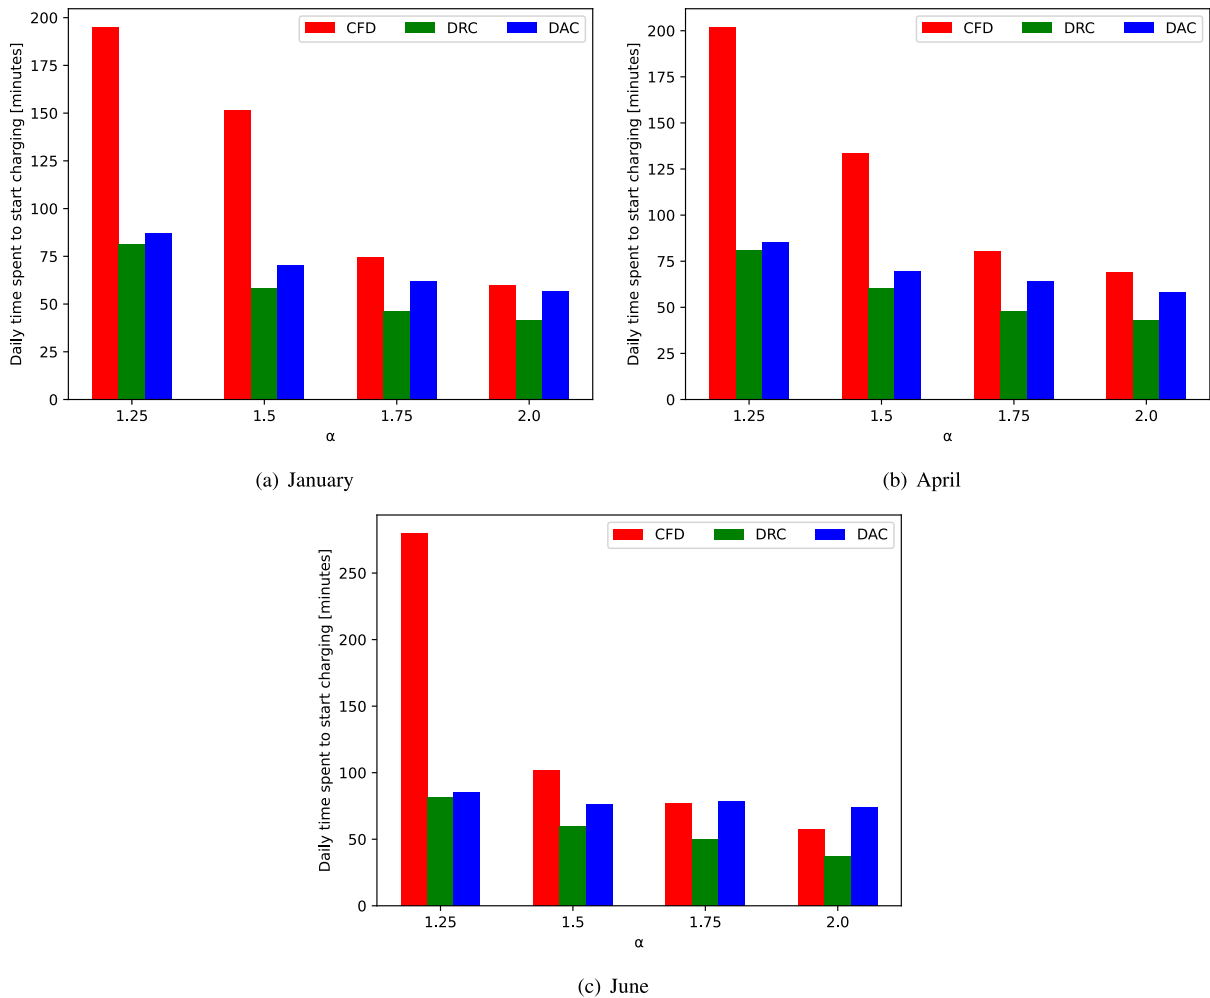 CFD DRC DAC
Daily time spent to start charging [minutes]
200
175
150
125
100
75
50
25
0
1.25 1.5 1.75 2.0
α
(a) January
CFD DRC DAC
Daily time spent to start charging [minutes]
200
175
150
125
100
75
50
25
0
1.25 1.5 1.75 2.0
α
(b) April
CFD DRC DAC
Daily time spent to start charging [minutes]
250
200
150
100
50
0
1.25 1.5 1.75 2.0
α
(c) June